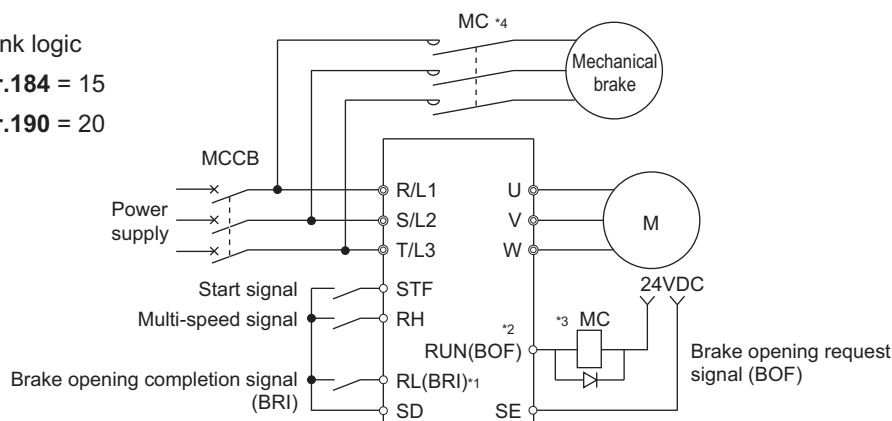 nk logic
r.184 = 15
r.190 = 20
MC *4
Mechanical
brake
MCCB
Power
supply
R/L1
S/L2
T/L3
U
V
W
M
24VDC
Start signal
STF
Multi-speed signal
RH
*2
*3 MC
RUN(BOF)
Brake opening request
signal (BOF)
Brake opening completion signal
(BRI)
RL(BRI)*1
SD
SE